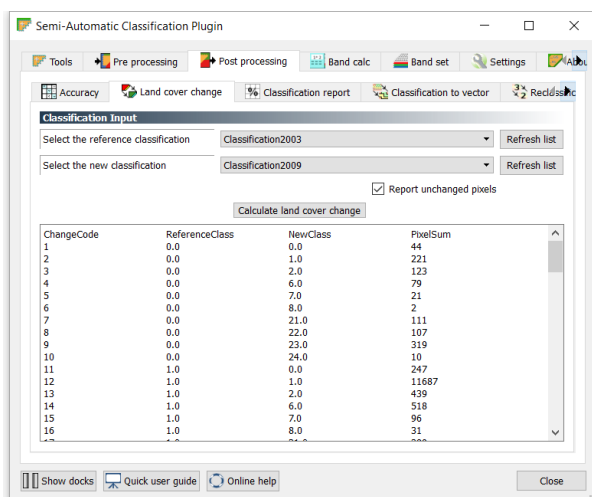 Semi-Automatic Classification Plugin
Tools Pre processing Post processing Band calc Band set Settings
Accuracy Land cover change Classification report Classification to vector
Classification Input
Select the reference classification Classification2003 Refresh list
Select the new classification Classification2009 Refresh list
Report unchanged pixels
Calculate land cover change
ChangeCode ReferenceClass NewClass PixelSum
1 0.0 0.0 44
2 0.0 1.0 221
3 0.0 2.0 123
4 0.0 6.0 79
5 0.0 7.0 21
6 0.0 8.0 2
7 0.0 21.0 111
8 0.0 22.0 107
9 0.0 23.0 319
10 0.0 24.0 10
11 1.0 0.0 247
12 1.0 1.0 11687
13 1.0 2.0 439
14 1.0 6.0 518
15 1.0 7.0 96
16 1.0 8.0 31
Show docks Quick user guide Online help Close